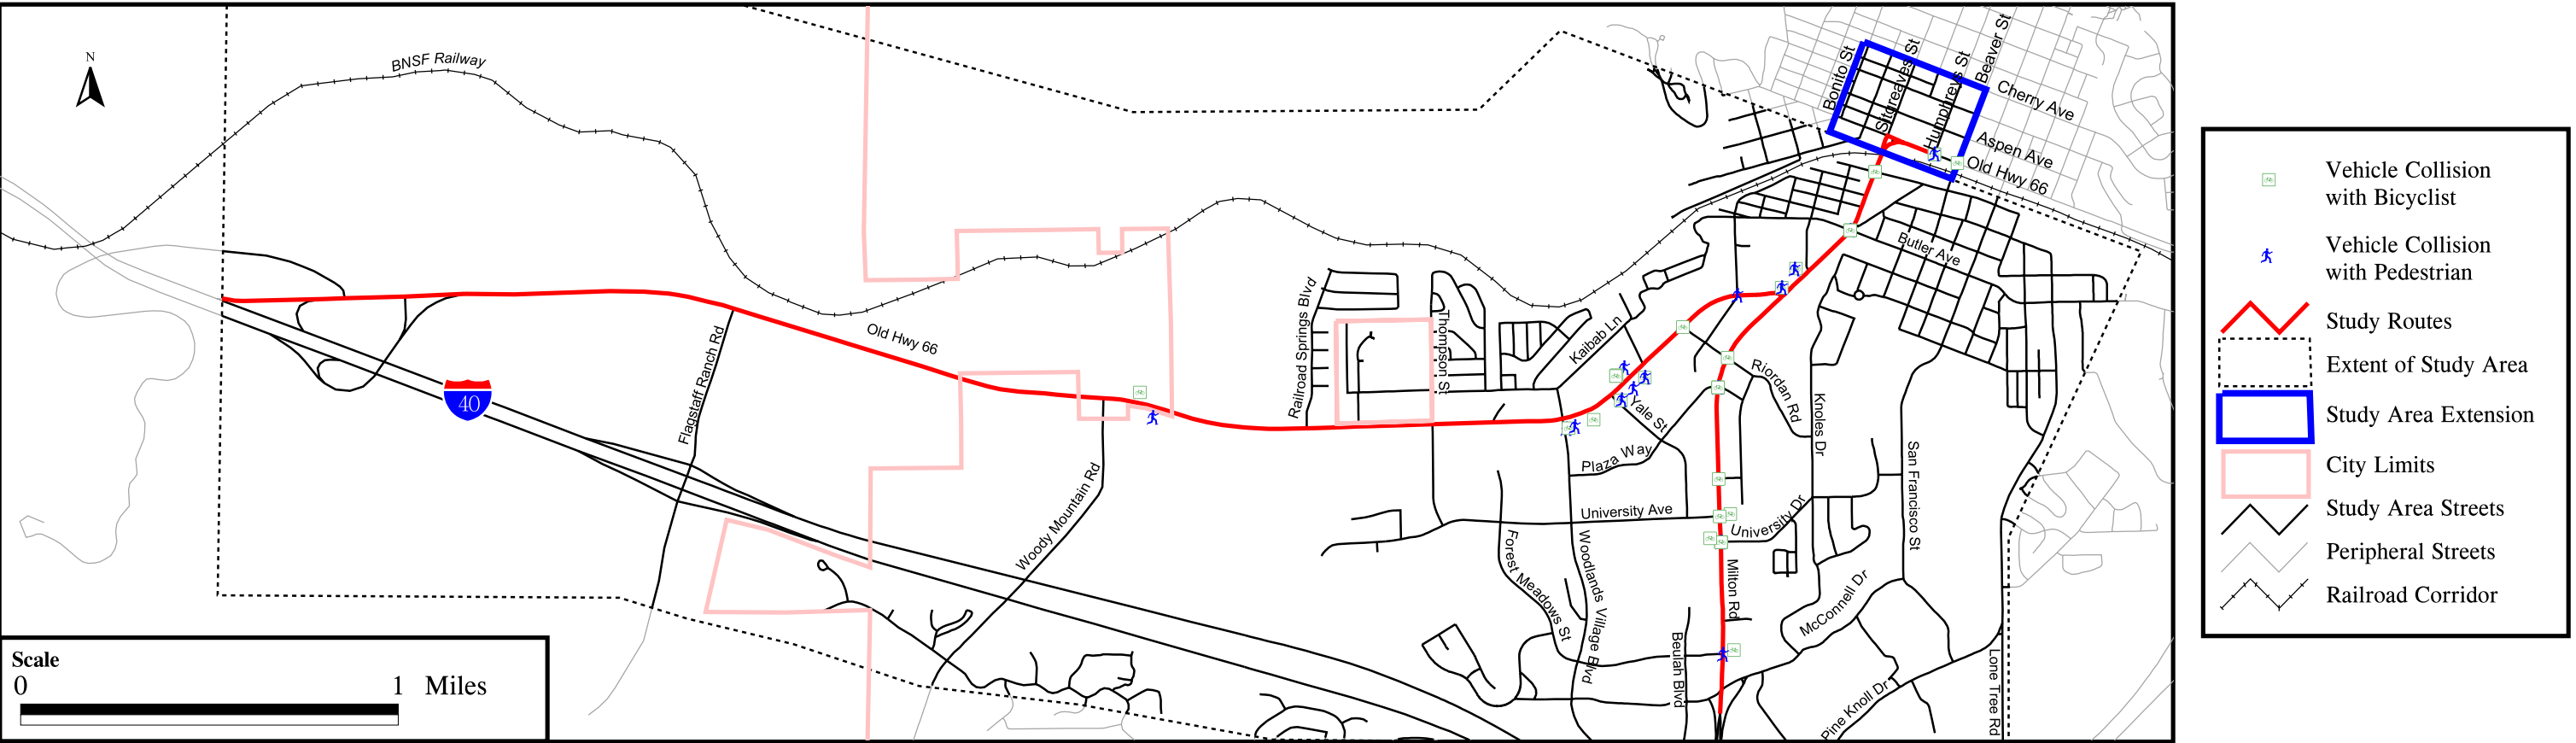 N
BNSF Railway
Bonito St
Sitgreaves St
Humphreys St
Beaver St
Cherry Ave
Aspen Ave
Old Hwy 66
Butler Ave
Old Hwy 66
Flagstaff Ranch Rd
40
Woody Mountain Rd
Railroad Springs Blvd
Thompson St
Kaibab Ln
Yale St
Plaza Way
Riordan Rd
Knoles Dr
San Francisco St
University Ave
University Dr
Forest Meadows St
Woodlands Village Blvd
Milton Rd
Beulah Blvd
McConnell Dr
Pine Knoll Dr
Lone Tree Rd
Scale
0 1 Miles
Vehicle Collision
with Bicyclist
Vehicle Collision
with Pedestrian
Study Routes
Extent of Study Area
Study Area Extension
City Limits
Study Area Streets
Peripheral Streets
Railroad Corridor